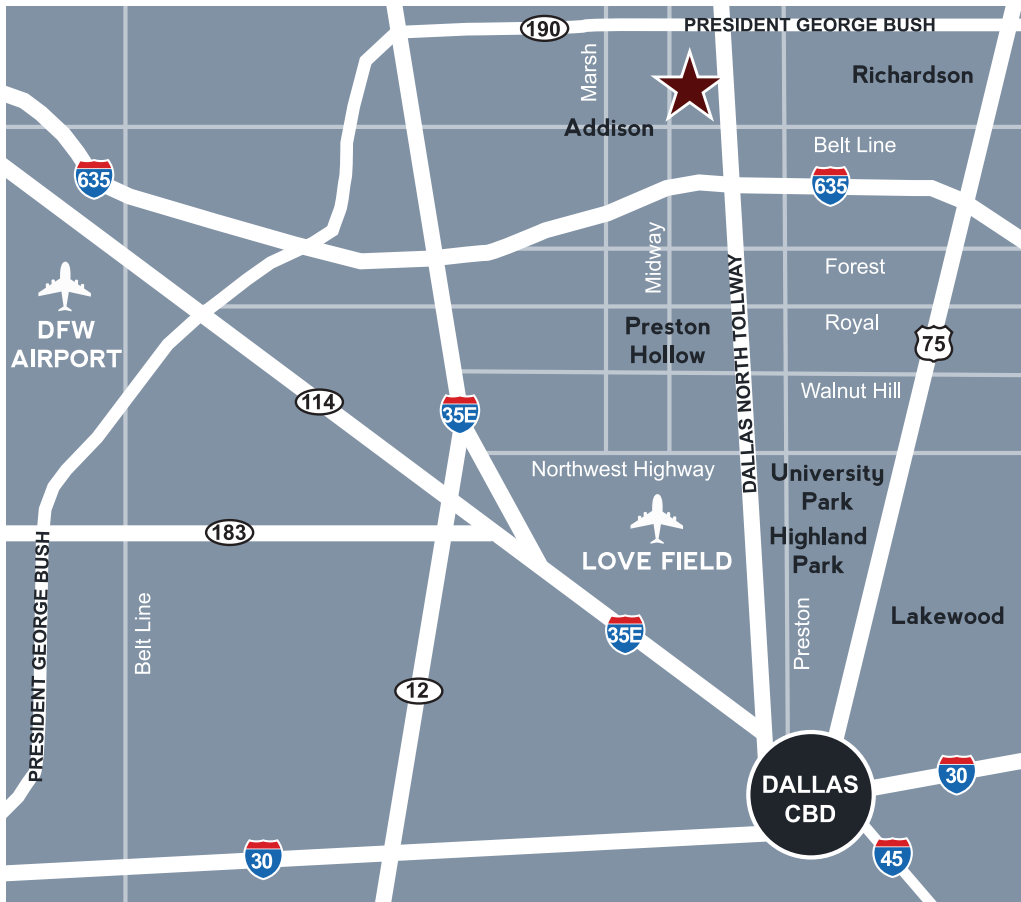 190
PRESIDENT GEORGE BUSH
Marsh
Richardson
Addison
Belt Line
635
635
Midway
Forest
DFW
AIRPORT
Royal
Preston
Hollow
DALLAS NORTH TOLLWAY
75
114
35E
Walnut Hill
Northwest Highway
University
Park
183
LOVE FIELD
Highland
Park
PRESIDENT GEORGE BUSH
Belt Line
35E
Preston
Lakewood
12
DALLAS
CBD
30
30
45